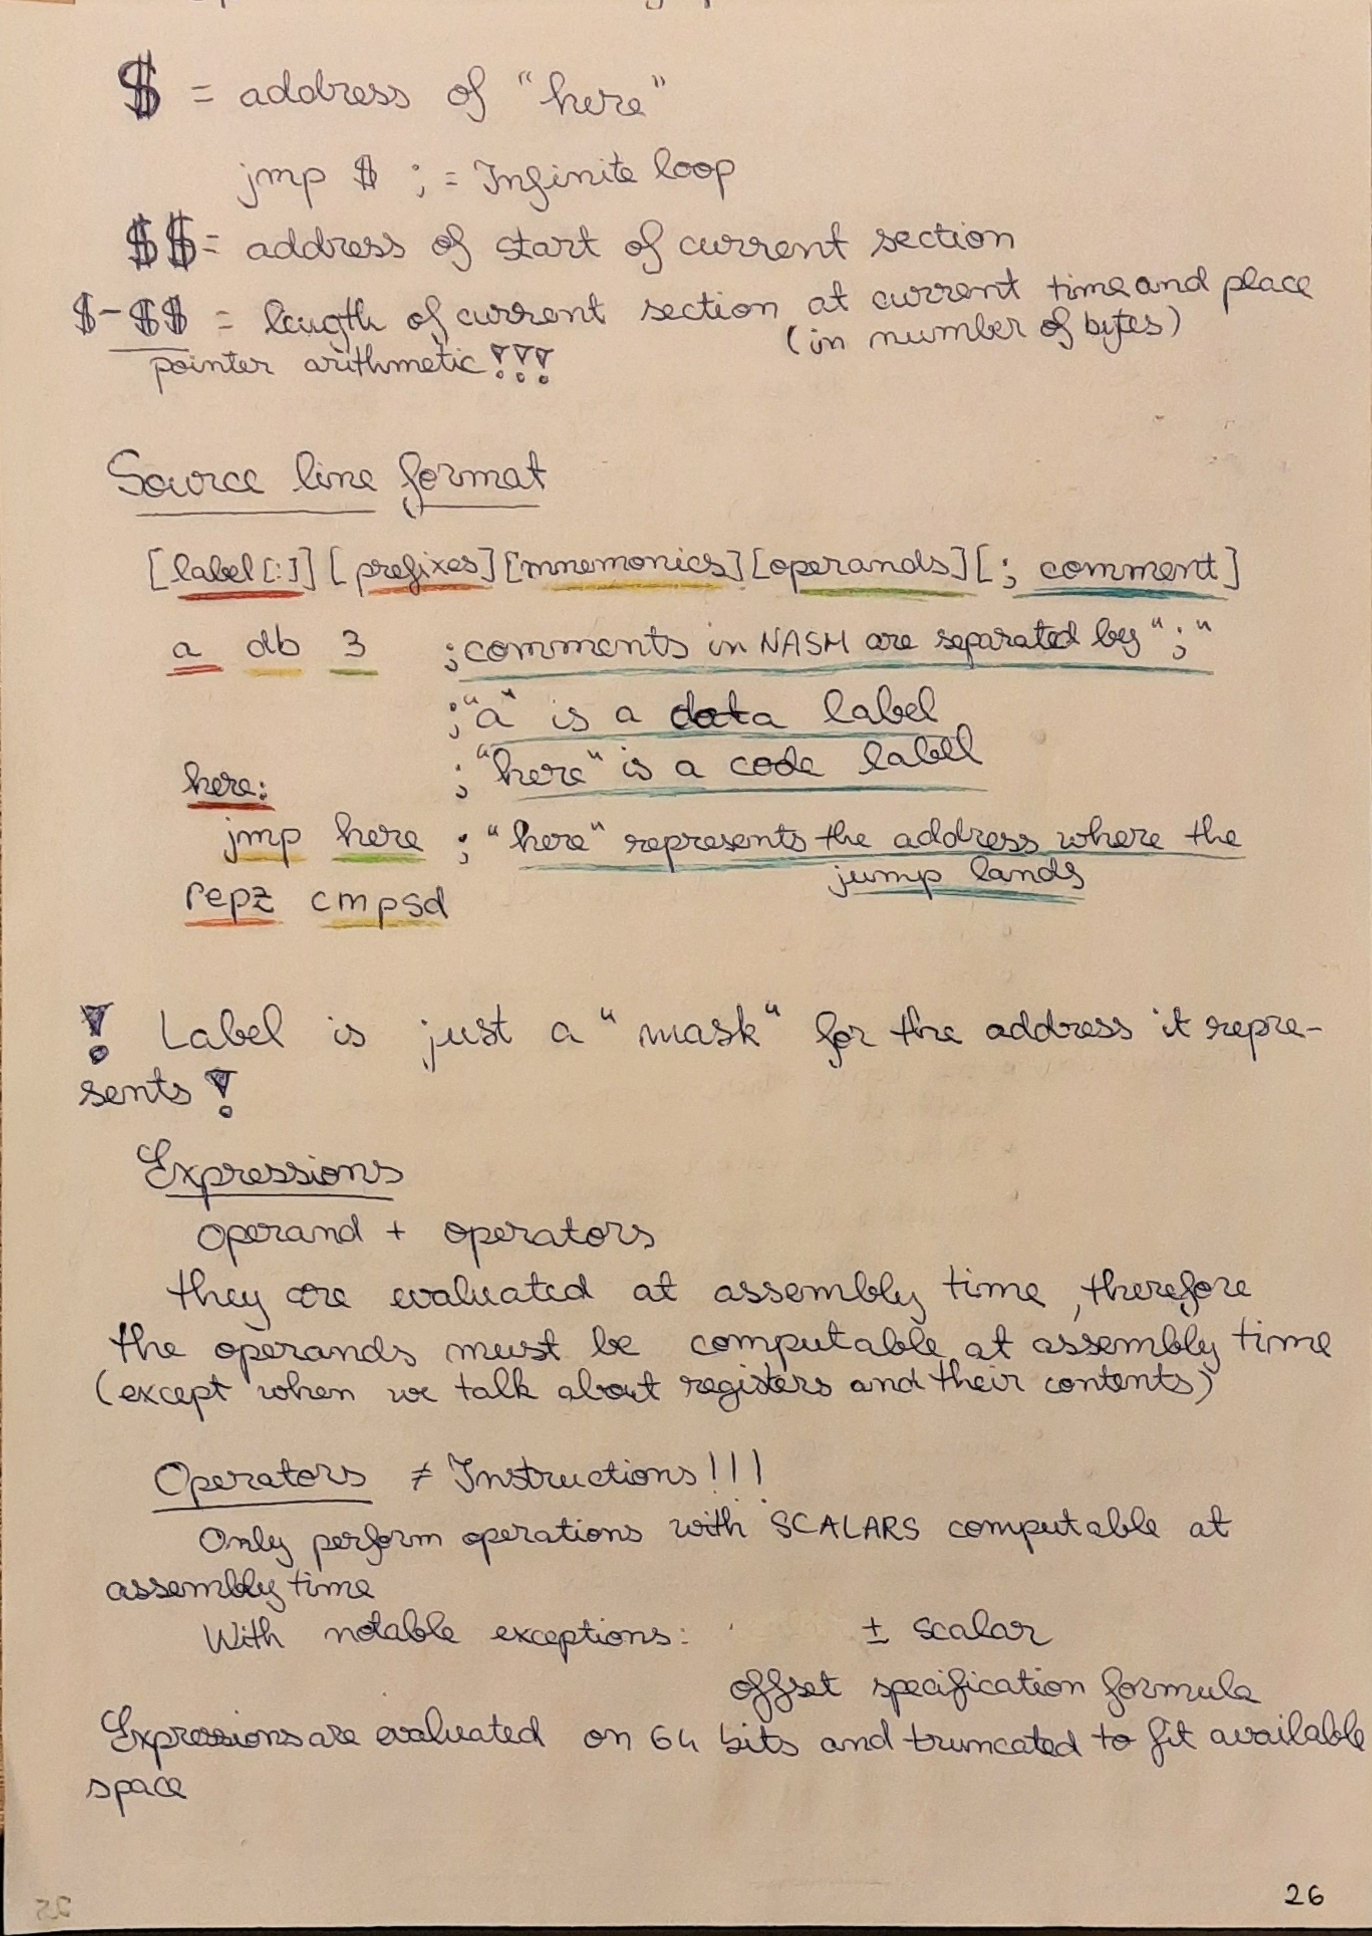 $ = address of "here"
jmp $ ; = Infinite loop
$$ = address of start of current section
$-$$ = length of current section at current time and place
(in number of bytes)
pointer arithmetic!!!
Source line format
[label[:]] [prefixes] [mnemonics] [operands] [; comment]
a db 3 ;comments in NASM are separated by ";"
;"a" is a data label
;"here" is a code label
here:
jmp here ; "here" represents the address where the
jump lands
repz cmpsd
! Label is just a "mask" for the address it repre-
sents!
Expressions
operand + operators
they are evaluated at assembly time, therefore
the operands must be computable at assembly time
(except when we talk about registers and their contents)
Operators ≠ Instructions!!!
Only perform operations with SCALARS computable at
assembly time
With notable exceptions: ± scalar
offset specification formula
Expressions are evaluated on 64 bits and truncated to fit available
space
26